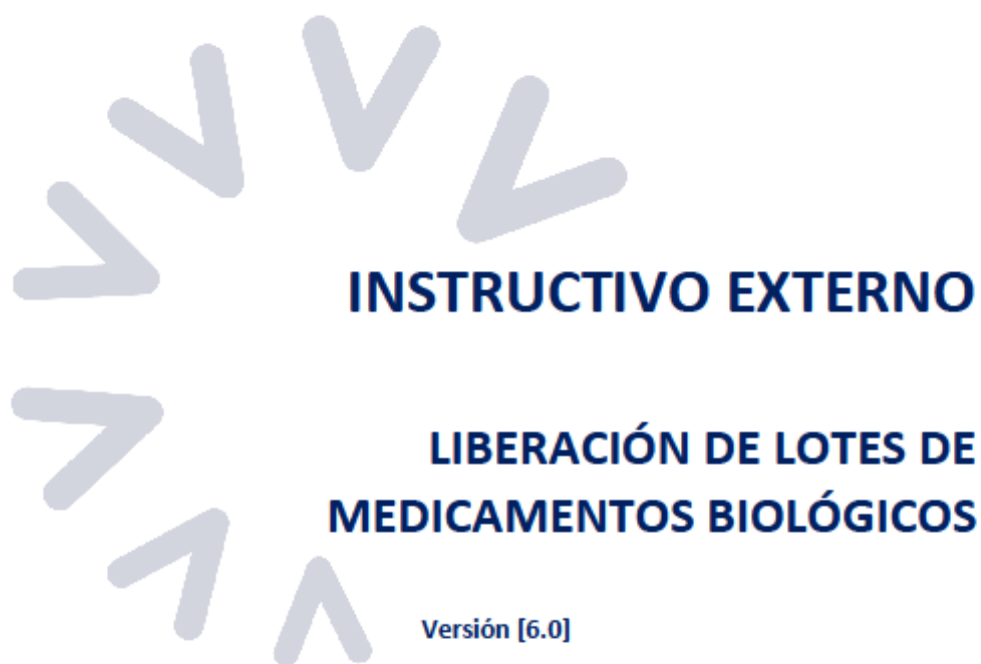 INSTRUCTIVO EXTERNO
LIBERACIÓN DE LOTES DE
MEDICAMENTOS BIOLÓGICOS
Versión [6.0]